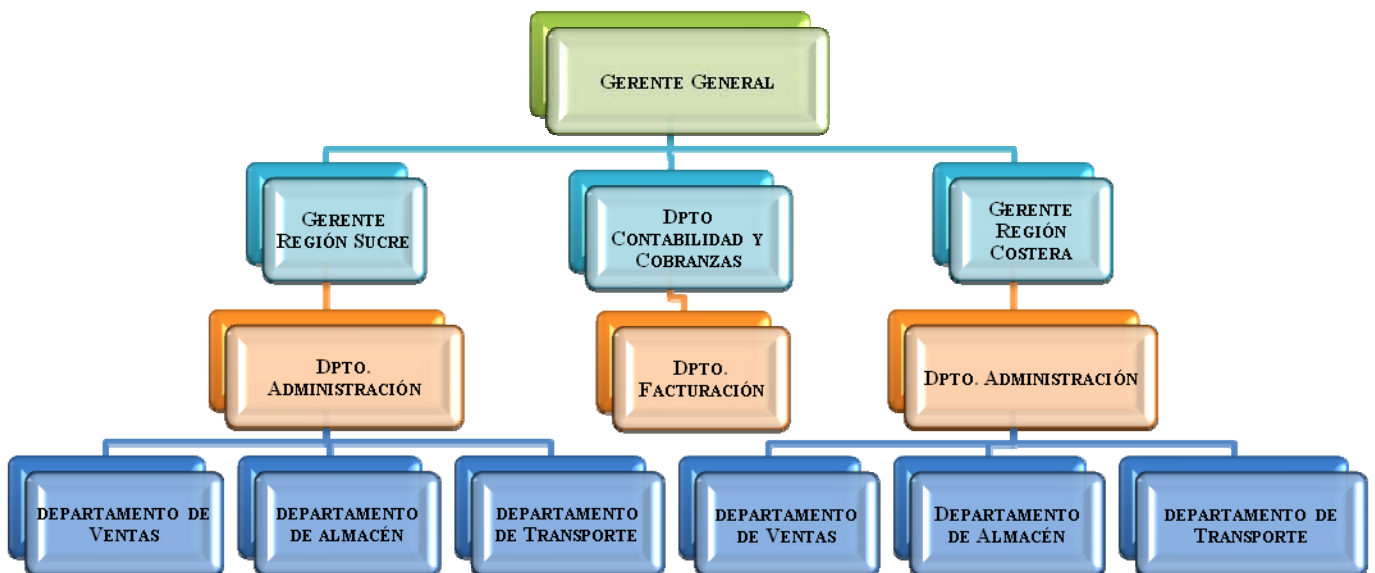 Gerente General
Gerente
Región Sucre
Dpto
Contabilidad y
Cobranzas
Gerente
Región
Costera
Dpto.
Administración
Dpto.
Facturación
Dpto. Administración
departamento de
Ventas
departamento
de almacén
departamento
de Transporte
departamento
de Ventas
Departamento
de Almacén
departamento de
Transporte